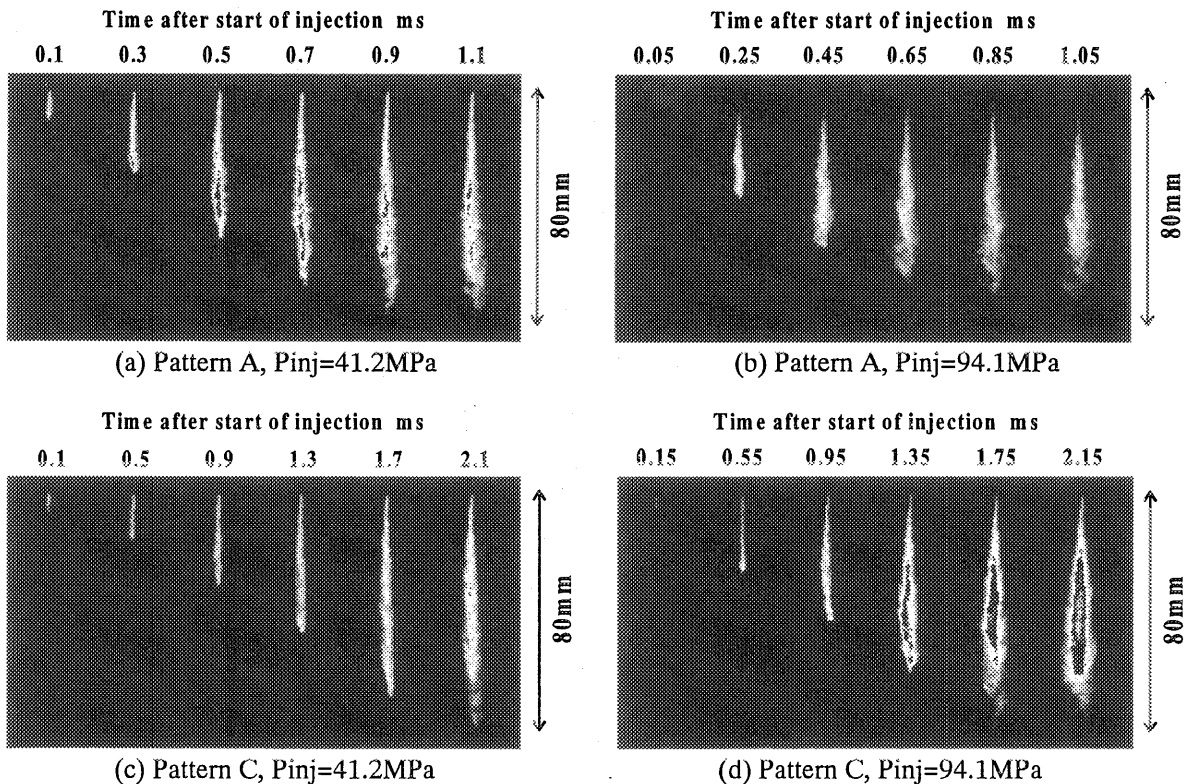 Time after start of injection ms
0.1 0.3 0.5 0.7 0.9 1.1
80mm
(a) Pattern A, Pinj=41.2MPa
Time after start of injection ms
0.05 0.25 0.45 0.65 0.85 1.05
80mm
(b) Pattern A, Pinj=94.1MPa
Time after start of injection ms
0.1 0.5 0.9 1.3 1.7 2.1
80mm
(c) Pattern C, Pinj=41.2MPa
Time after start of injection ms
0.15 0.55 0.95 1.35 1.75 2.15
80mm
(d) Pattern C, Pinj=94.1MPa